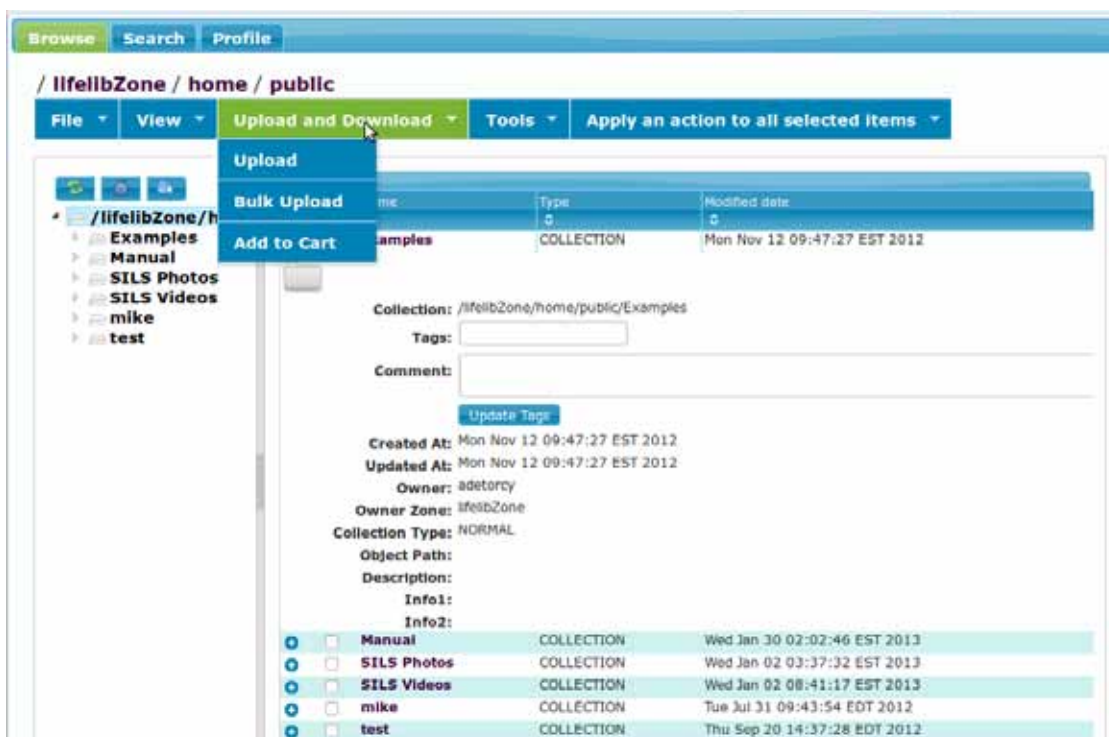 Browse Search Profile
/ lifelibZone / home / public
File View Upload and Download Tools Apply an action to all selected items
Upload
Bulk Upload
Add to Cart
/lifelibZone/h
Examples
Manual
SILS Photos
SILS Videos
mike
test
me Type Modified date
amples COLLECTION Mon Nov 12 09:47:27 EST 2012
Collection: /lifelibZone/home/public/Examples
Tags:
Comment:
Update Tags
Created At: Mon Nov 12 09:47:27 EST 2012
Updated At: Mon Nov 12 09:47:27 EST 2012
Owner: adetorcy
Owner Zone: lifelibZone
Collection Type: NORMAL
Object Path:
Description:
Info1:
Info2:
Manual COLLECTION Wed Jan 30 02:02:46 EST 2013
SILS Photos COLLECTION Wed Jan 02 03:37:32 EST 2013
SILS Videos COLLECTION Wed Jan 02 08:41:17 EST 2013
mike COLLECTION Tue Jul 31 09:43:54 EDT 2012
test COLLECTION Thu Sep 20 14:37:28 EDT 2012